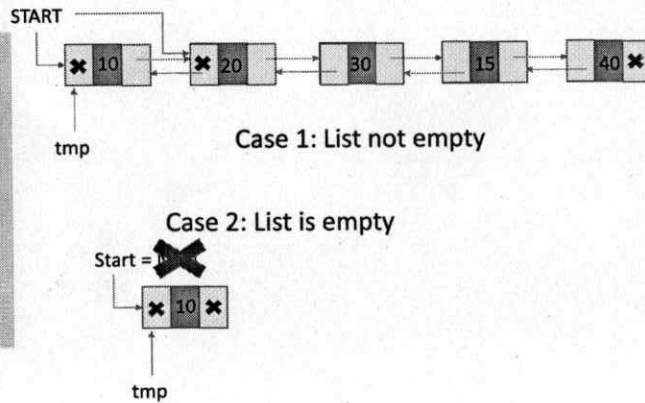 START
10 20 30 15 40
tmp
Case 1: List not empty
Case 2: List is empty
Start =
10
tmp